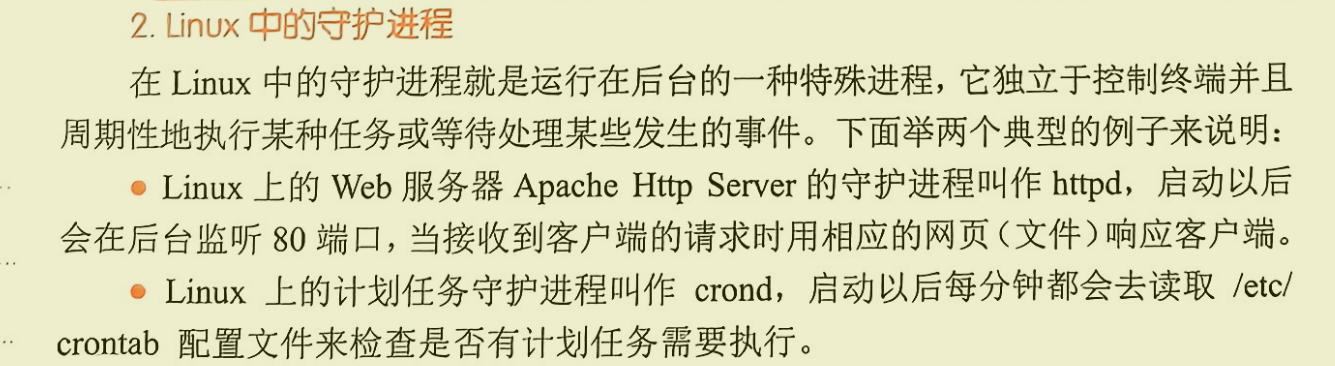 2. Linux 中的守护进程
在 Linux 中的守护进程就是运行在后台的一种特殊进程，它独立于控制终端并且
周期性地执行某种任务或等待处理某些发生的事件。下面举两个典型的例子来说明：
● Linux 上的 Web 服务器 Apache Http Server 的守护进程叫作 httpd，启动以后
会在后台监听 80 端口，当接收到客户端的请求时用相应的网页（文件）响应客户端。
● Linux 上的计划任务守护进程叫作 crond，启动以后每分钟都会去读取 /etc/
crontab 配置文件来检查是否有计划任务需要执行。